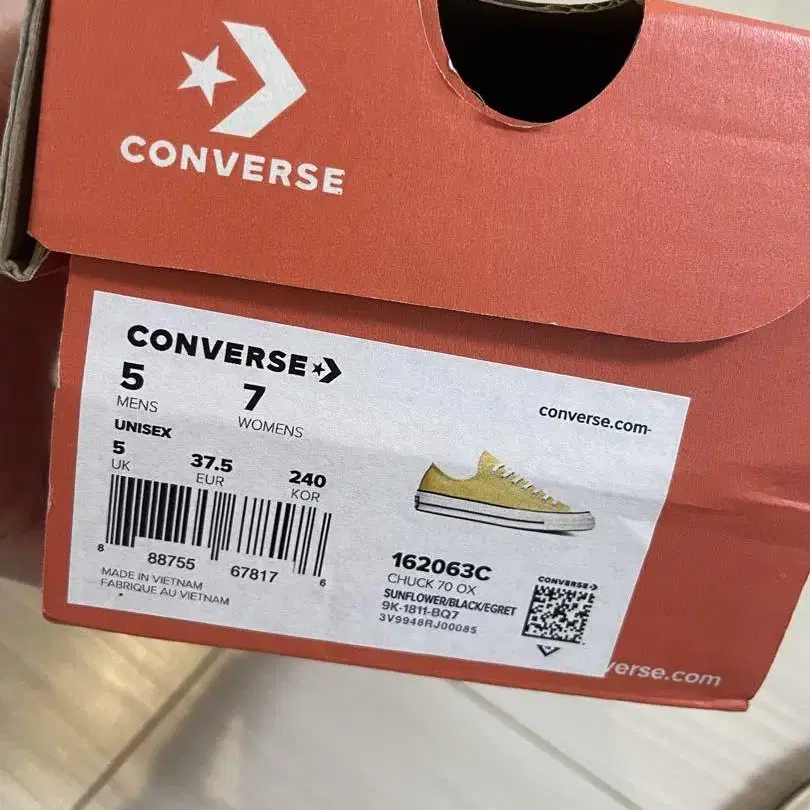 CONVERSE
CONVERSE
5 7
MENS WOMENS
UNISEX
5 37.5 240
UK EUR KOR
8 88755 67817 6
MADE IN VIETNAM
FABRIQUE AU VIETNAM
converse.com
162063C
CHUCK 70 OX
SUNFLOWER/BLACK/EGRET
9K-1811-BQ7
3V9948RJ00085
CONVERSE
verse.com